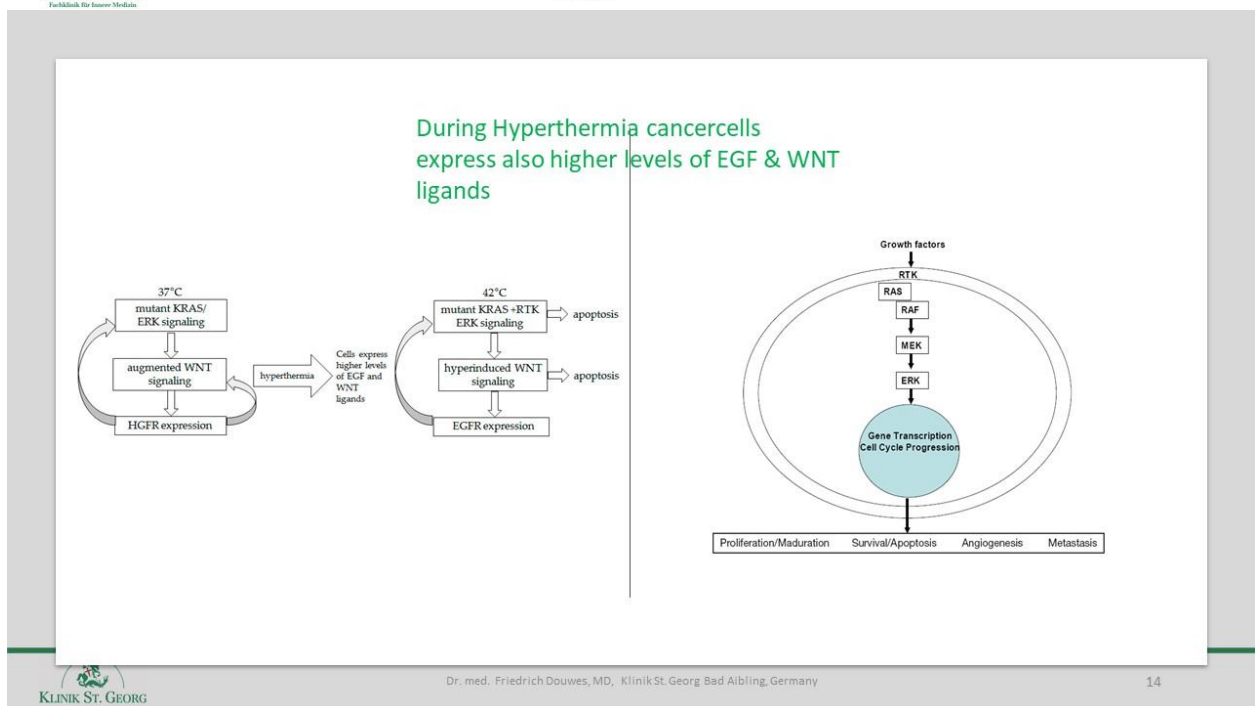 Fachklinik für Innere Medizin
During Hyperthermia cancercells
express also higher levels of EGF & WNT
ligands
37°C
mutant KRAS/
ERK signaling
augmented WNT
signaling
HGFR expression
hyperthermia
Cells express
higher levels
of EGF and
WNT
ligands
42°C
mutant KRAS +RTK
ERK signaling
apoptosis
hyperinduced WNT
signaling
apoptosis
EGFR expression
Growth factors
RTK
RAS
RAF
MEK
ERK
Gene Transcription
Cell Cycle Progression
Proliferation/Maduration Survival/Apoptosis Angiogenesis Metastasis
KLINIK ST. GEORG
Dr. med. Friedrich Douwes, MD, Klinik St. Georg Bad Aibling, Germany
14